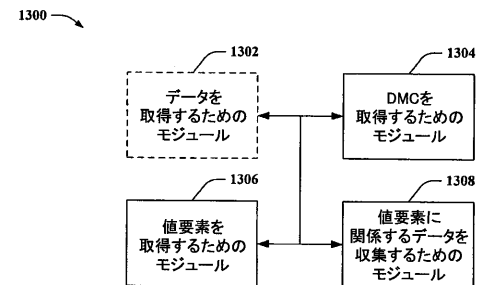 1300
1302
データを
取得するための
モジュール
1304
DMCを
取得するための
モジュール
1306
値要素を
取得するための
モジュール
1308
値要素に
関係するデータを
収集するための
モジュール